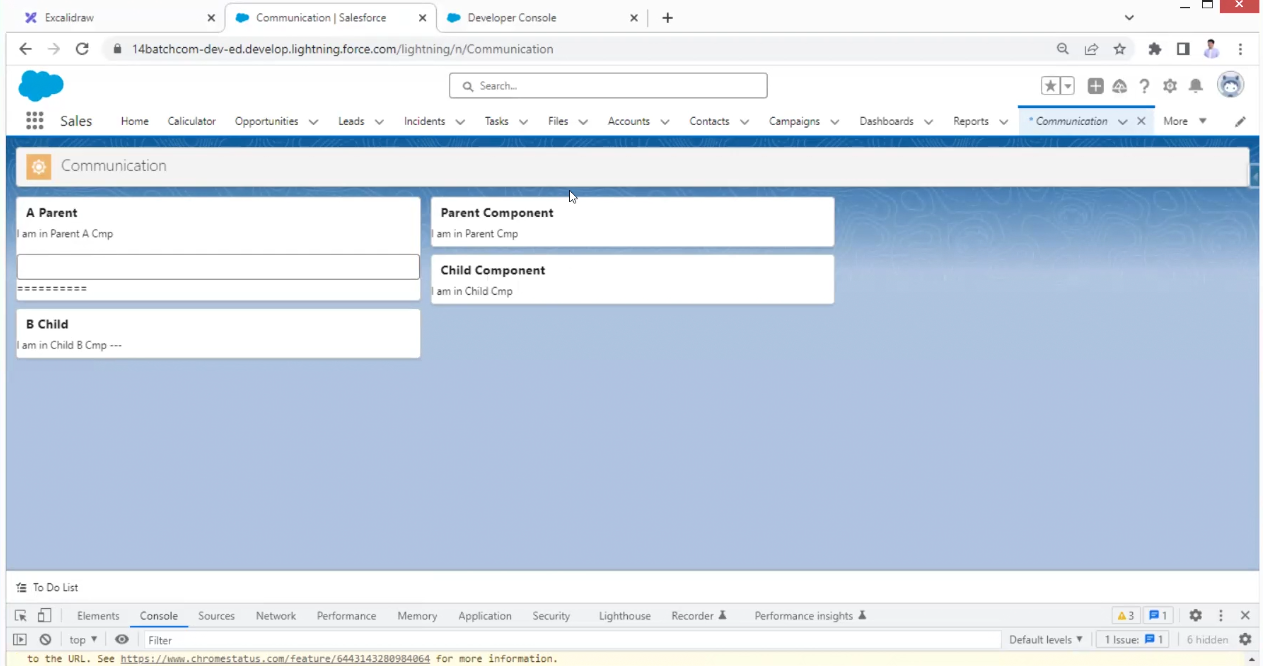 Excalidraw
Communication | Salesforce
Developer Console
14batchcom-dev-ed.develop.lightning.force.com/lightning/n/Communication
Search...
Sales Home Calculator Opportunities Leads Incidents Tasks Files Accounts Contacts Campaigns Dashboards Reports * Communication More
Communication
A Parent
I am in Parent A Cmp
==========
B Child
I am in Child B Cmp ---
Parent Component
I am in Parent Cmp
Child Component
I am in Child Cmp
To Do List
Elements Console Sources Network Performance Memory Application Security Lighthouse Recorder Performance insights 3 1
top Filter Default levels 1 Issue: 1 6 hidden
to the URL. See https://www.chromestatus.com/feature/6443143280984064 for more information.